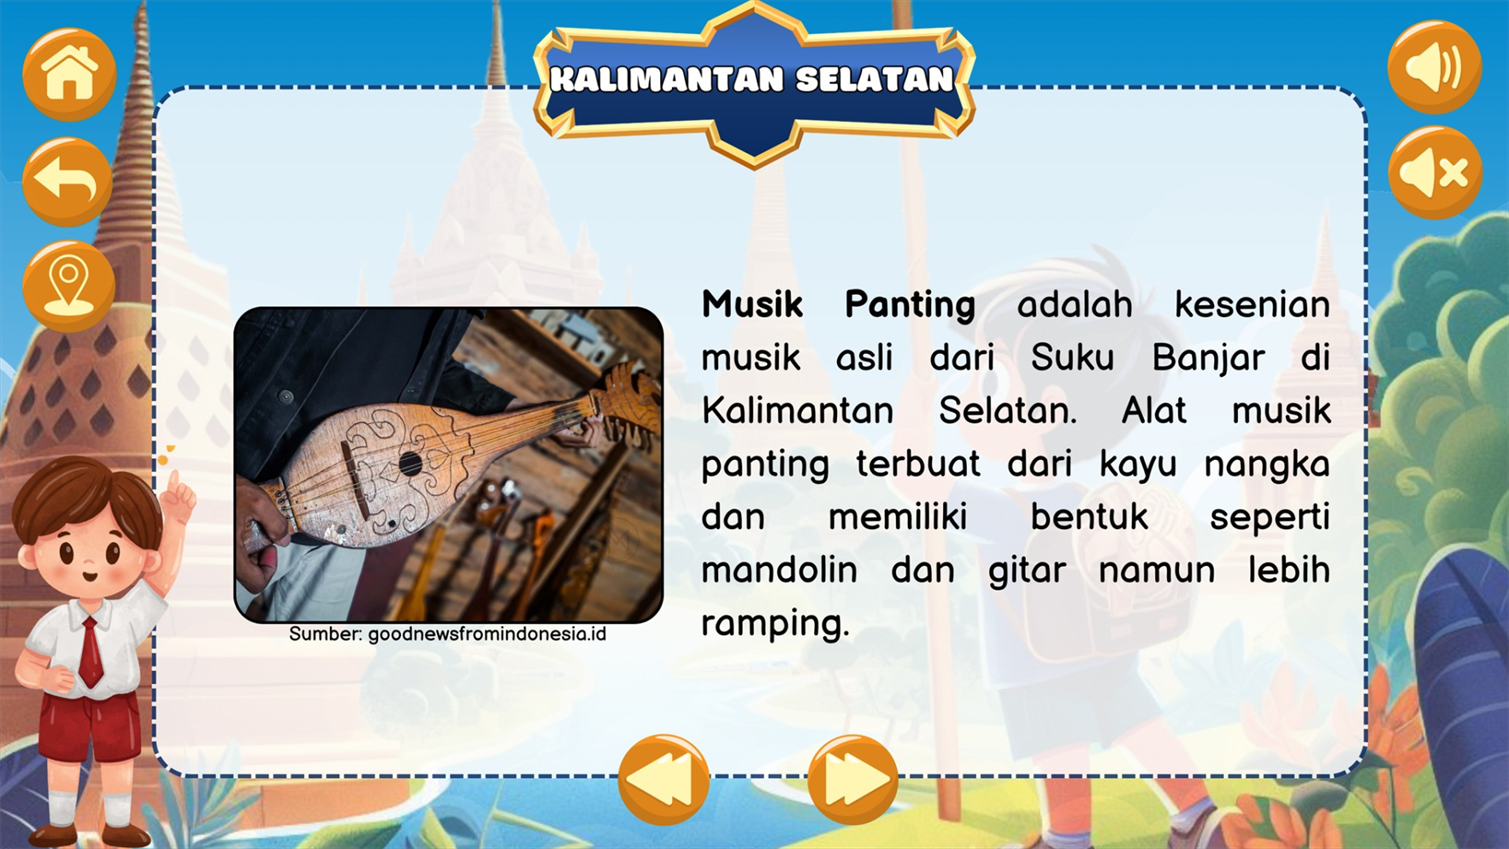 KALIMANTAN SELATAN
Musik Panting adalah kesenian
musik asli dari Suku Banjar di
Kalimantan Selatan. Alat musik
panting terbuat dari kayu nangka
dan memiliki bentuk seperti
mandolin dan gitar namun lebih
ramping.
Sumber: goodnewsfromindonesia.id